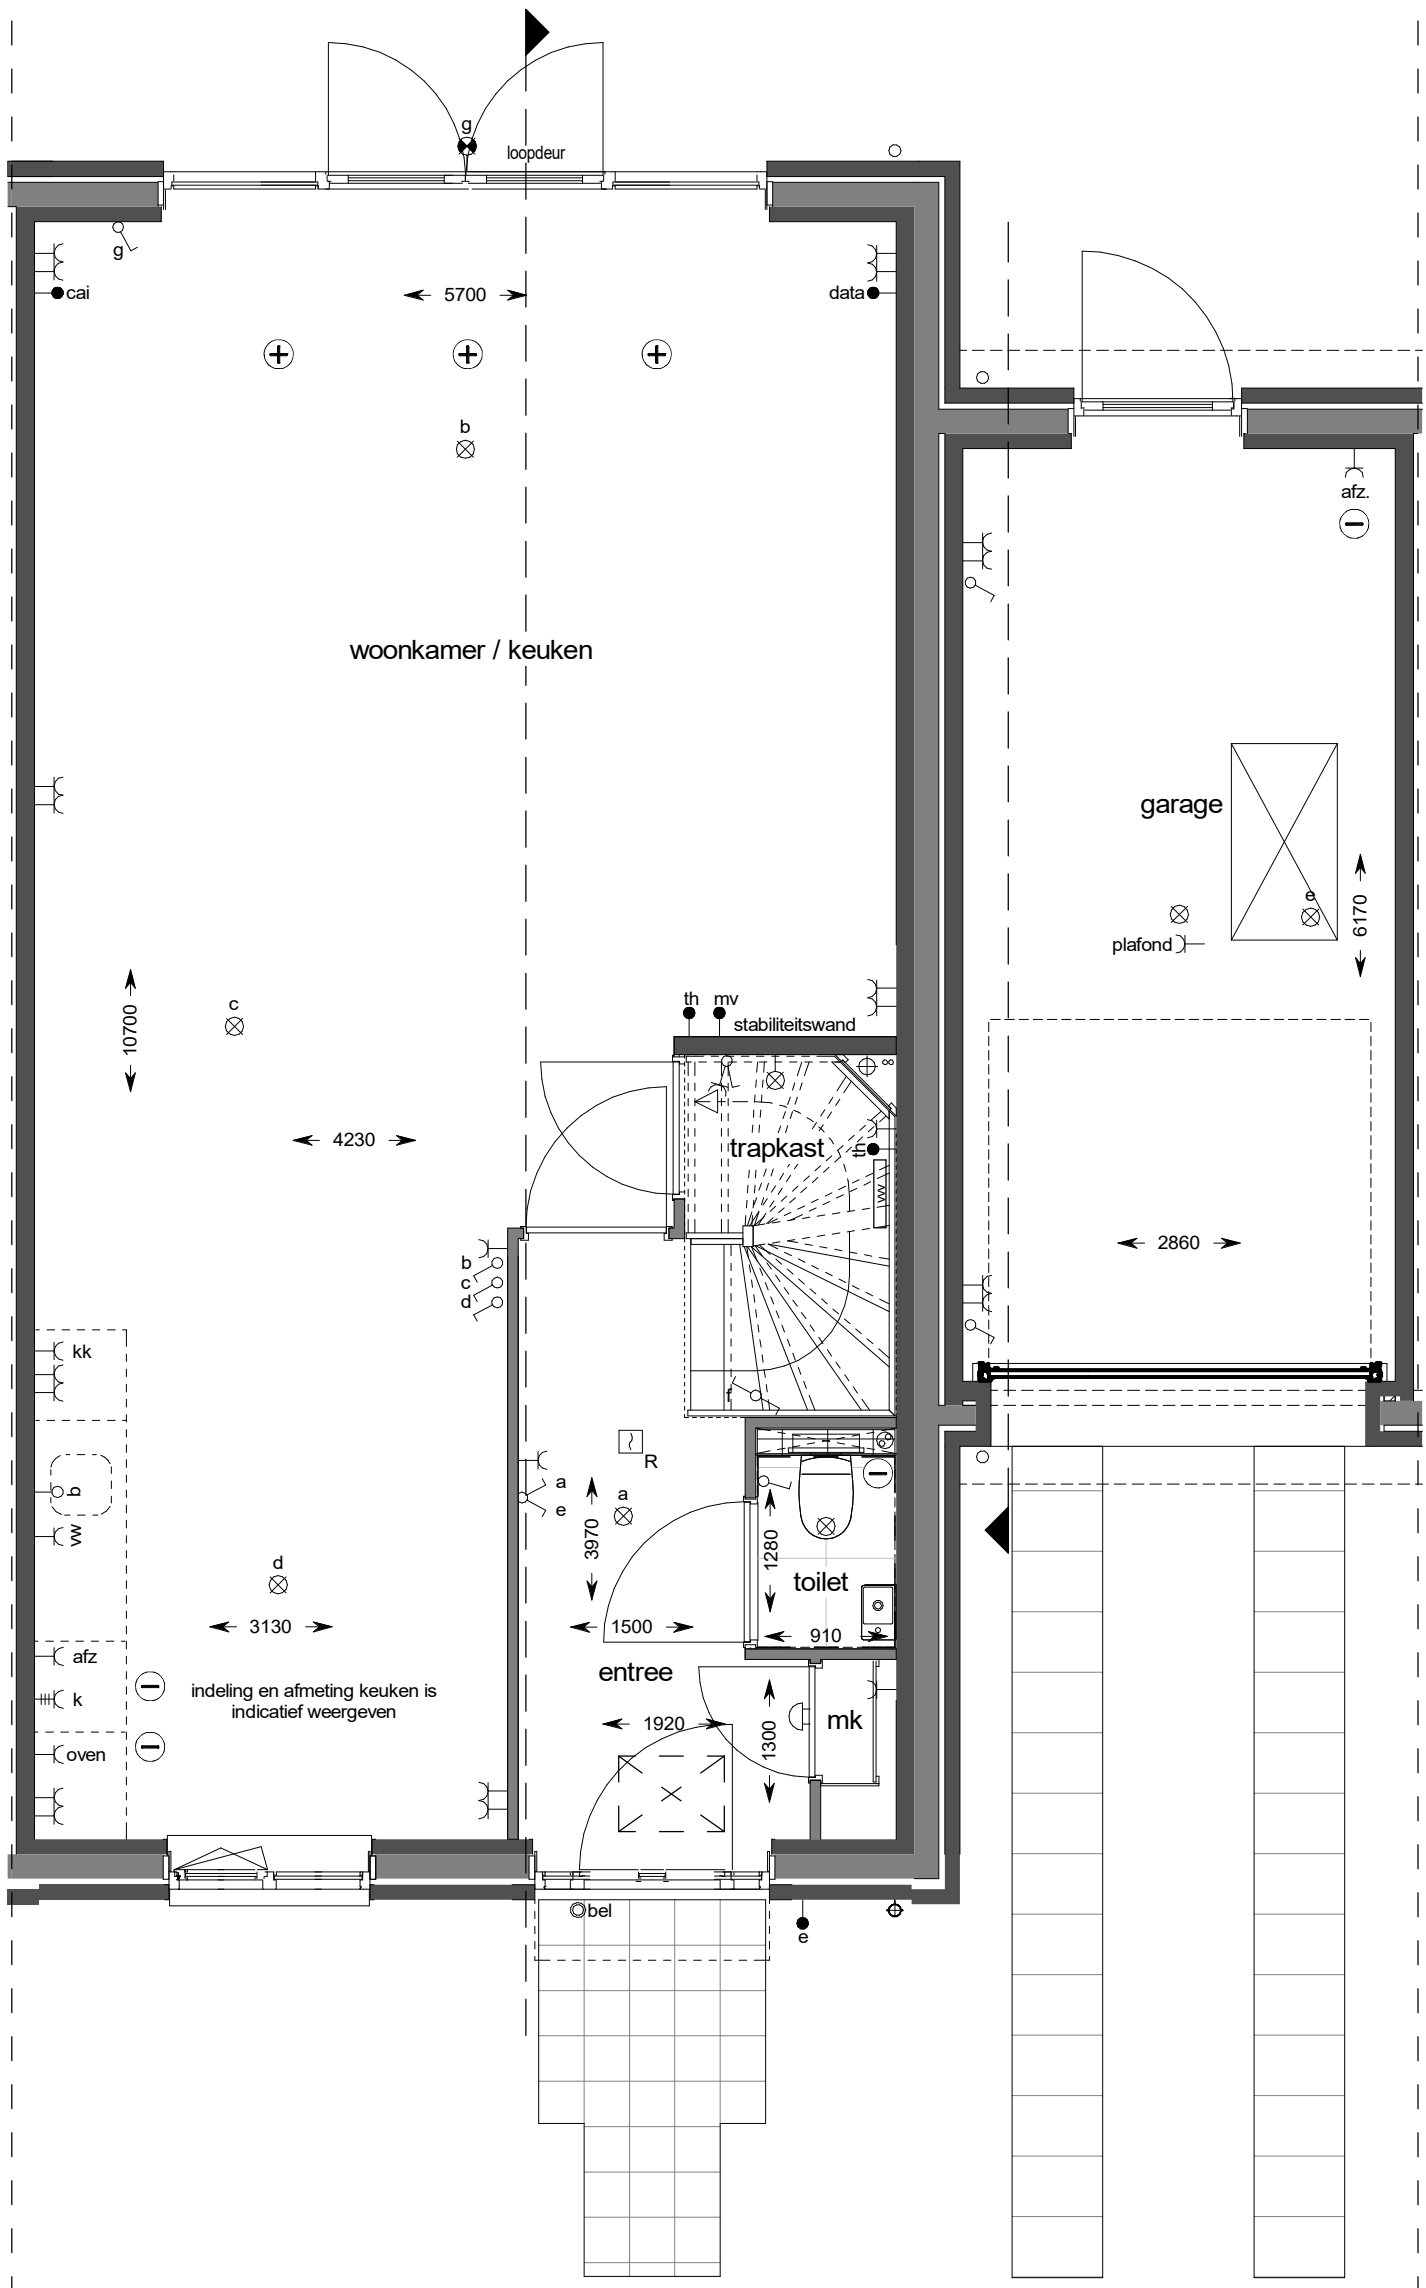 g
loopdeur
g
cai
5700
data
b
afz.
woonkamer / keuken
garage
e
6170
plafond
c
10700
th
mv
stabiliteitswand
8
4230
trapkast
th
w
2860
b
c
d
kk
f
R
a
e
a
3970
b
vw
1280
d
toilet
3130
1500
910
afz
entree
k
indeling en afmeting keuken is
indicatief weergeven
1920
1300
mk
oven
bel
e